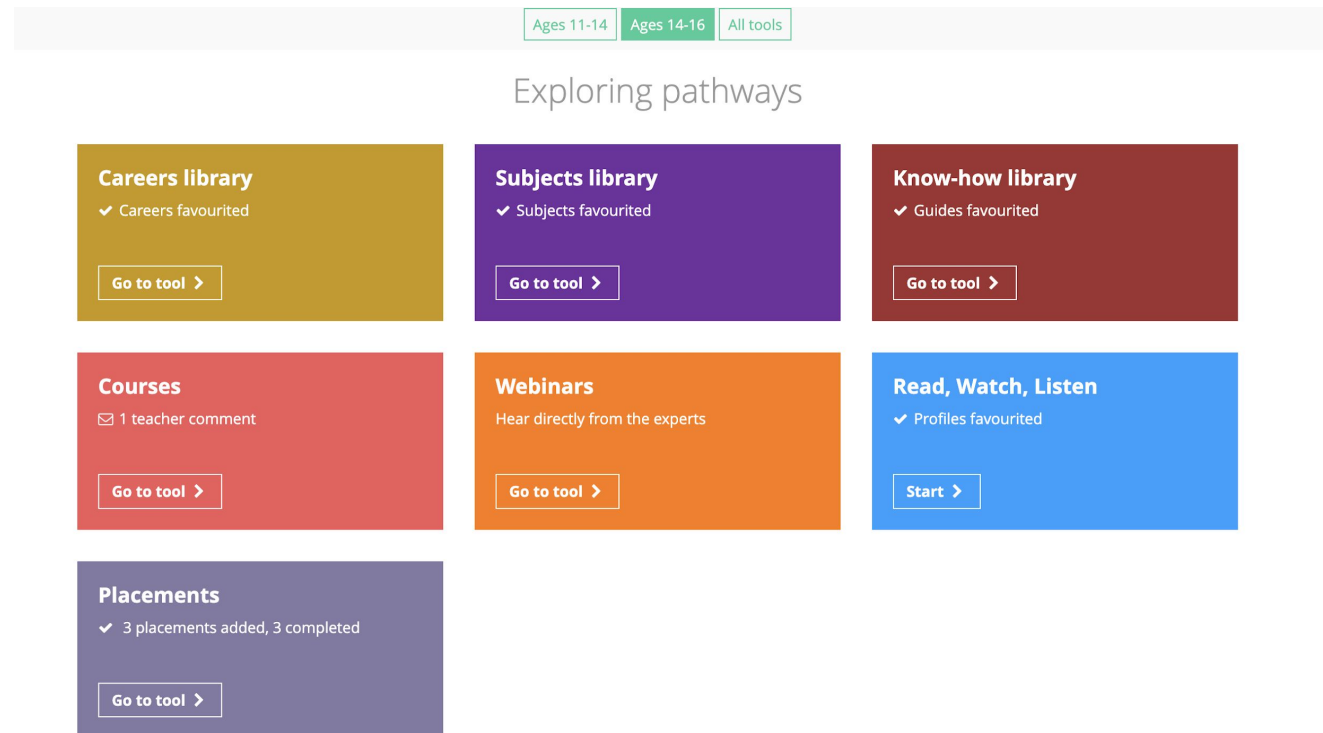 Ages 11-14 Ages 14-16 All tools
Exploring pathways
Careers library
Careers favourited
Go to tool
Subjects library
Subjects favourited
Go to tool
Know-how library
Guides favourited
Go to tool
Courses
1 teacher comment
Go to tool
Webinars
Hear directly from the experts
Go to tool
Read, Watch, Listen
Profiles favourited
Start
Placements
3 placements added, 3 completed
Go to tool